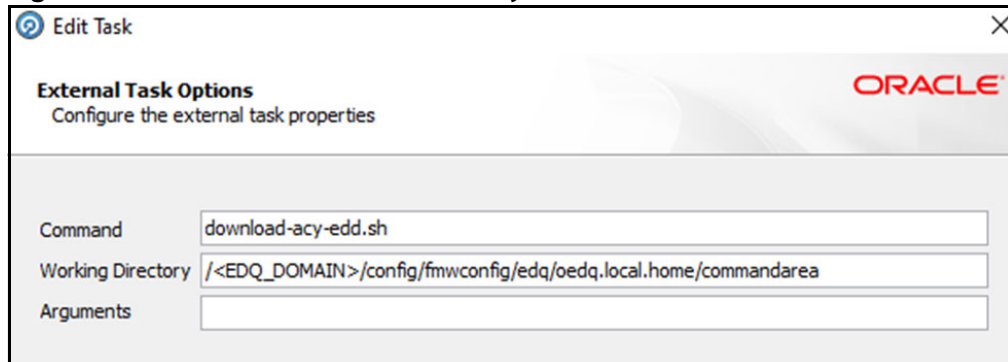 Edit Task
External Task Options
Configure the external task properties
ORACLE
Command download-acy-edd.sh
Working Directory /<EDQ_DOMAIN>/config/fmwconfig/edq/oedq.local.home/commandarea
Arguments